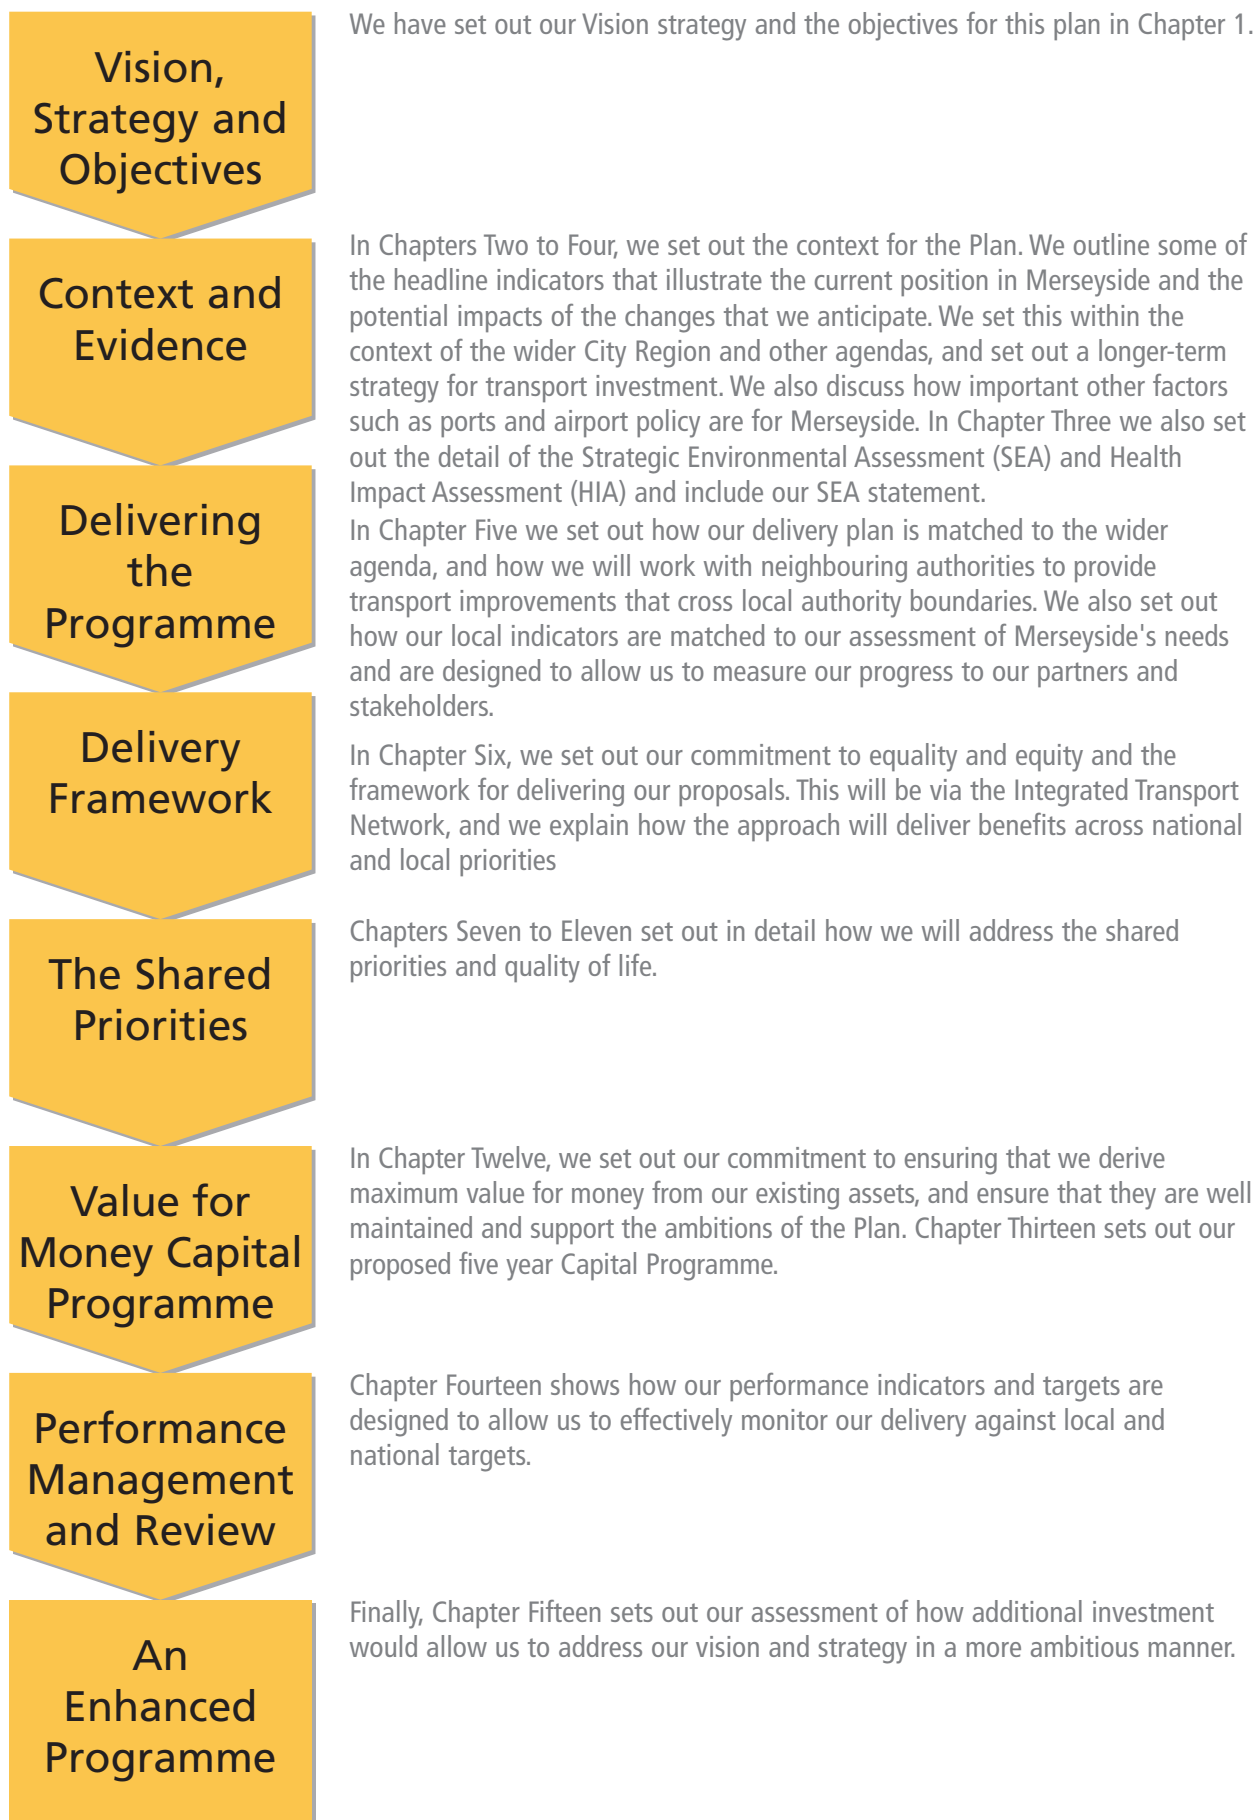 Vision,
Strategy and
Objectives
We have set out our Vision strategy and the objectives for this plan in Chapter 1.
Context and
Evidence
In Chapters Two to Four, we set out the context for the Plan. We outline some of
the headline indicators that illustrate the current position in Merseyside and the
potential impacts of the changes that we anticipate. We set this within the
context of the wider City Region and other agendas, and set out a longer-term
strategy for transport investment. We also discuss how important other factors
such as ports and airport policy are for Merseyside. In Chapter Three we also set
out the detail of the Strategic Environmental Assessment (SEA) and Health
Impact Assessment (HIA) and include our SEA statement.
Delivering
the
Programme
In Chapter Five we set out how our delivery plan is matched to the wider
agenda, and how we will work with neighbouring authorities to provide
transport improvements that cross local authority boundaries. We also set out
how our local indicators are matched to our assessment of Merseyside's needs
and are designed to allow us to measure our progress to our partners and
stakeholders.
Delivery
Framework
In Chapter Six, we set out our commitment to equality and equity and the
framework for delivering our proposals. This will be via the Integrated Transport
Network, and we explain how the approach will deliver benefits across national
and local priorities
The Shared
Priorities
Chapters Seven to Eleven set out in detail how we will address the shared
priorities and quality of life.
Value for
Money Capital
Programme
In Chapter Twelve, we set out our commitment to ensuring that we derive
maximum value for money from our existing assets, and ensure that they are well
maintained and support the ambitions of the Plan. Chapter Thirteen sets out our
proposed five year Capital Programme.
Performance
Management
and Review
Chapter Fourteen shows how our performance indicators and targets are
designed to allow us to effectively monitor our delivery against local and
national targets.
An
Enhanced
Programme
Finally, Chapter Fifteen sets out our assessment of how additional investment
would allow us to address our vision and strategy in a more ambitious manner.